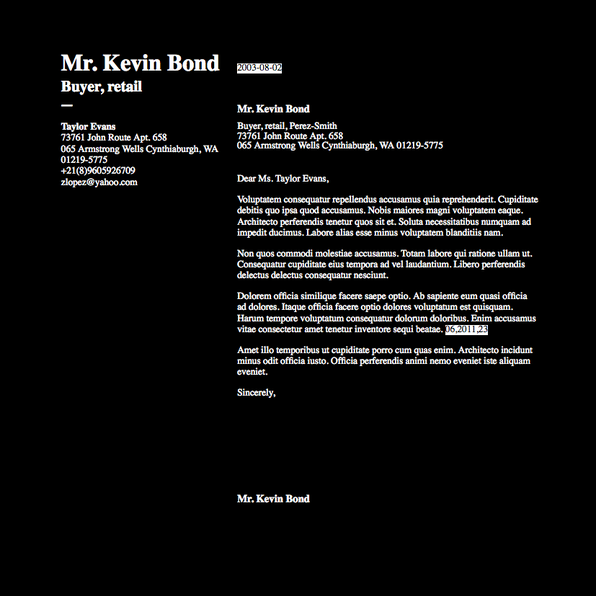 Mr. Kevin Bond
Buyer, retail
—
Taylor Evans
73761 John Route Apt. 658
065 Armstrong Wells Cynthiaburgh, WA
01219-5775
+21(8)9605926709
zlopez@yahoo.com
2003-08-02
Mr. Kevin Bond
Buyer, retail, Perez-Smith
73761 John Route Apt. 658
065 Armstrong Wells Cynthiaburgh, WA 01219-5775
Dear Ms. Taylor Evans,
Voluptatem consequatur repellendus accusamus quia reprehenderit. Cupiditate
debitis quo ipsa quod accusamus. Nobis maiores magni voluptatem eaque.
Architecto perferendis tenetur quos sit et. Soluta necessitatibus numquam ad
impedit ducimus. Labore alias esse minus voluptatem blanditiis nam.
Non quos commodi molestiae accusamus. Totam labore qui ratione ullam ut.
Consequatur cupiditate eius tempora ad vel laudantium. Libero perferendis
delectus delectus consequatur nesciunt.
Dolorem officia similique facere saepe optio. Ab sapiente eum quasi officia
ad dolores. Itaque officia facere optio dolores voluptatum est quisquam.
Harum tempore voluptatum consequatur dolorum doloribus. Enim accusamus
vitae consectetur amet tenetur inventore sequi beatae. 06,2011,23
Amet illo temporibus ut cupiditate porro cum quas enim. Architecto incidunt
minus odit officia iusto. Officia perferendis animi nemo eveniet iste aliquam
eveniet.
Sincerely,
Mr. Kevin Bond